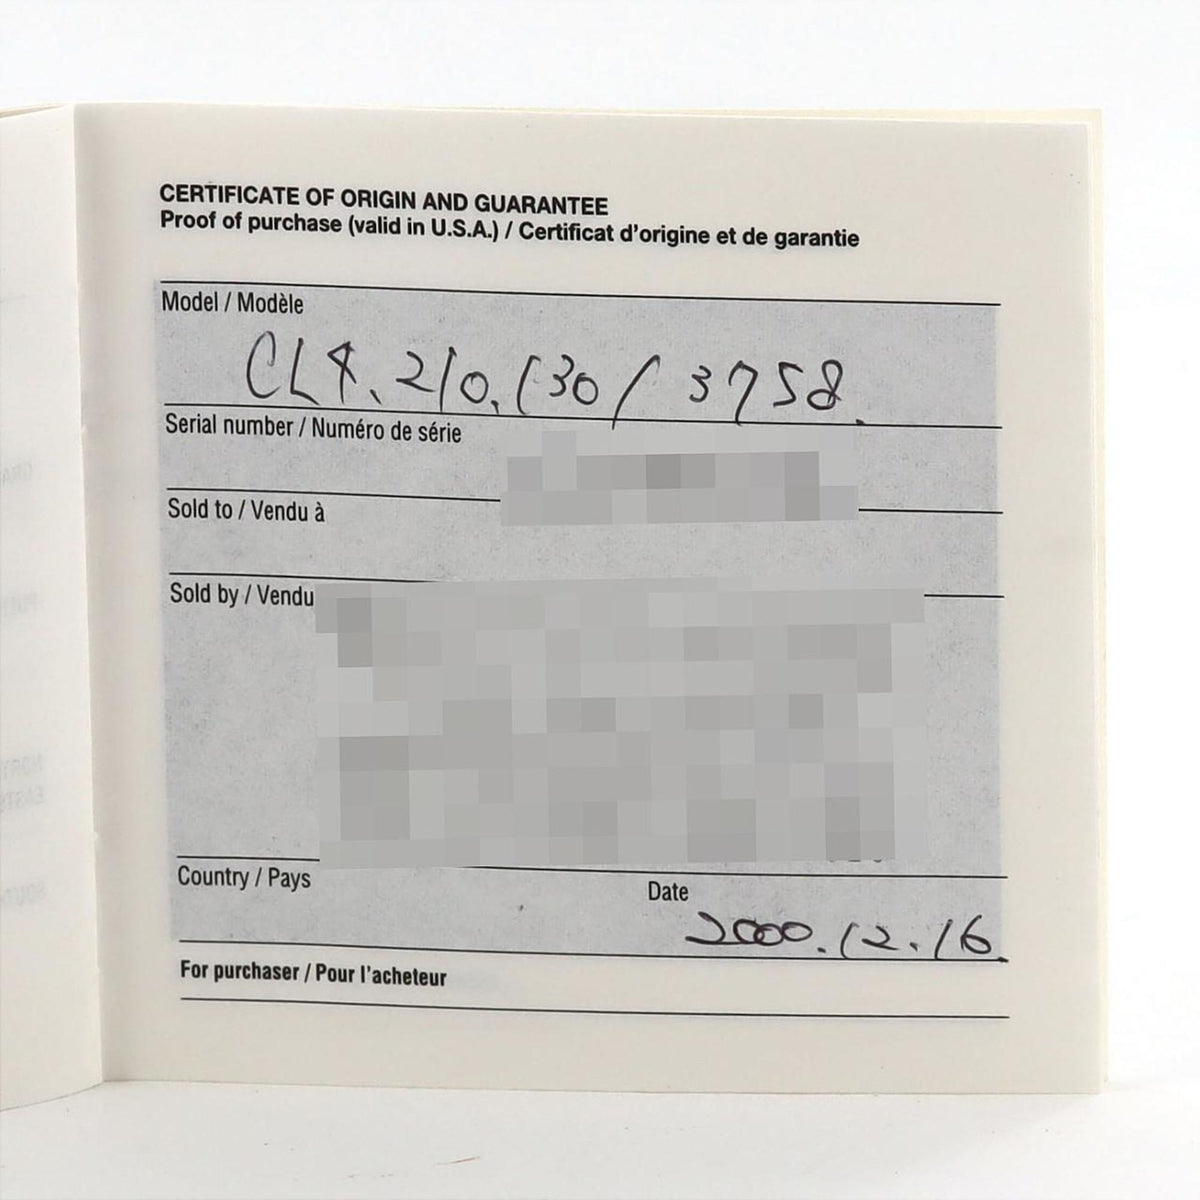 CERTIFICATE OF ORIGIN AND GUARANTEE
Proof of purchase (valid in U.S.A.) / Certificat d'origine et de garantie
Model / Modèle
CL4.210.130/3758.
Serial number / Numéro de série
Sold to / Vendu à
Sold by / Vendu
Country / Pays
Date
2000.12.16.
For purchaser / Pour l'acheteur